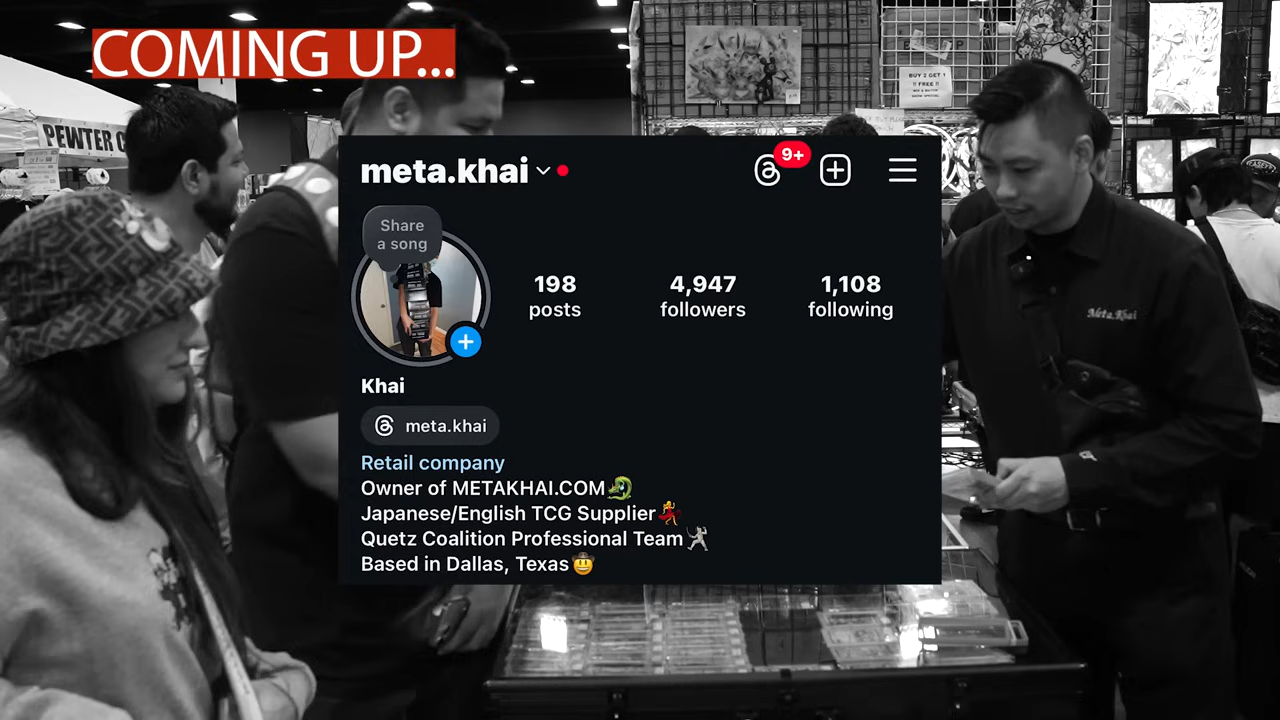 COMING UP...
PEWTER C
BUY 2 GET 1
!! FREE !!
meta.khai
9+
Share
a song
198
posts
4,947
followers
1,108
following
Meta.Khai
Khai
meta.khai
Retail company
Owner of METAKHAI.COM🐉
Japanese/English TCG Supplier💃
Quetz Coalition Professional Team🤺
Based in Dallas, Texas🤠